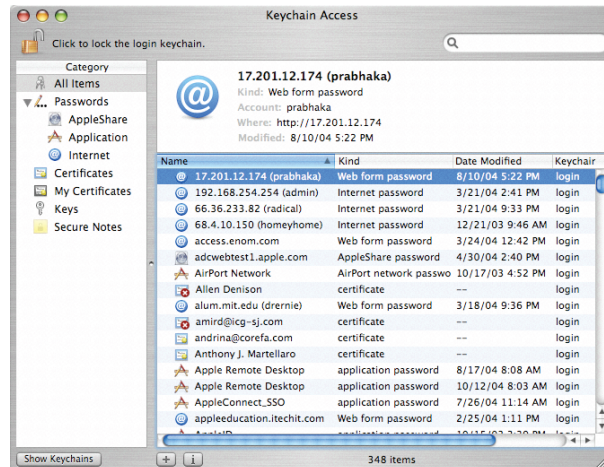 Keychain Access
Click to lock the login keychain.
Category
All Items
Passwords
AppleShare
Application
Internet
Certificates
My Certificates
Keys
Secure Notes
17.201.12.174 (prabhaka)
Kind: Web form password
Account: prabhaka
Where: http://17.201.12.174
Modified: 8/10/04 5:22 PM
Name Kind Date Modified Keychain
17.201.12.174 (prabhaka) Web form password 8/10/04 5:22 PM login
192.168.254.254 (admin) Internet password 3/21/04 2:41 PM login
66.36.233.82 (radical) Internet password 3/21/04 9:33 PM login
68.4.10.150 (homeyhome) Internet password 12/21/03 9:46 AM login
access.enom.com Web form password 3/24/04 12:42 PM login
adcwebtest1.apple.com AppleShare password 4/30/04 2:40 PM login
AirPort Network AirPort network passwo 10/17/03 4:52 PM login
Allen Denison certificate -- login
alum.mit.edu (drernie) Web form password 3/18/04 9:36 PM login
amird@icg-sj.com certificate -- login
andrina@corefa.com certificate -- login
Anthony J. Martellaro certificate -- login
Apple Remote Desktop application password 8/17/04 8:08 AM login
Apple Remote Desktop application password 10/12/04 8:03 AM login
AppleConnect_SSO application password 7/26/04 11:14 AM login
appleeducation.itechit.com Web form password 2/25/04 1:11 PM login
Show Keychains
348 items